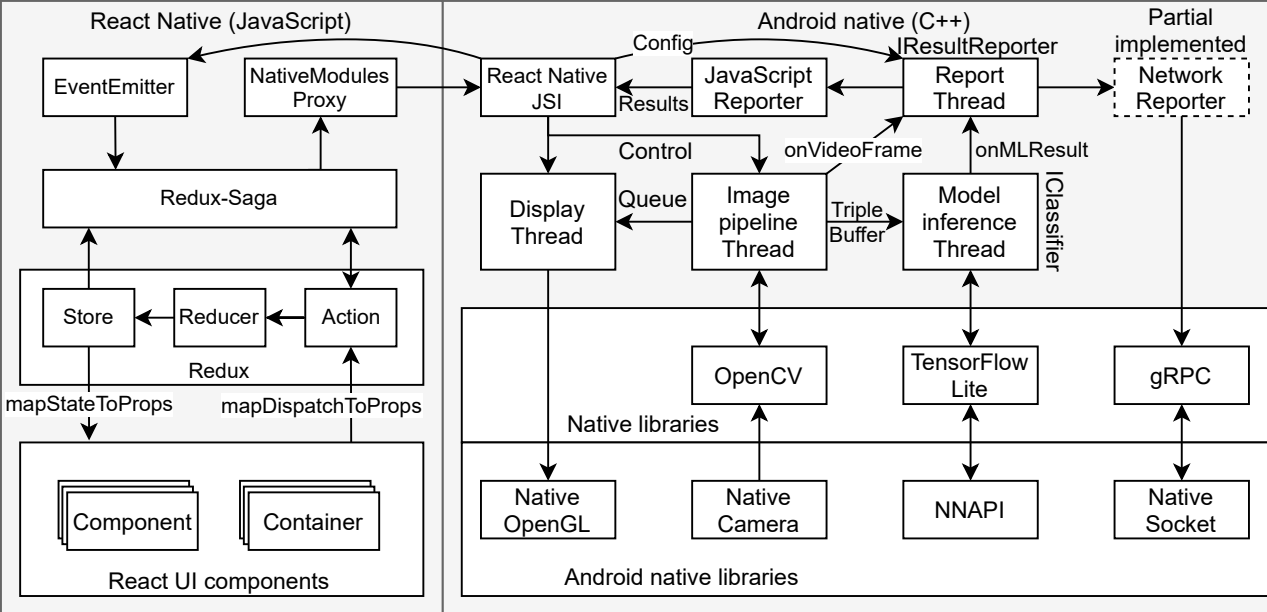 React Native (JavaScript)
Android native (C++)
Partial
implemented
Config
IResultReporter
EventEmitter
NativeModules
Proxy
React Native
JSI
Results
JavaScript
Reporter
Report
Thread
Network
Reporter
Control
onVideoFrame
onMLResult
Redux-Saga
Display
Thread
Queue
Image
pipeline
Thread
Triple
Buffer
Model
inference
Thread
IClassifier
Store
Reducer
Action
Redux
OpenCV
TensorFlow
Lite
gRPC
mapStateToProps
mapDispatchToProps
Native libraries
Component
Container
React UI components
Native
OpenGL
Native
Camera
NNAPI
Native
Socket
Android native libraries